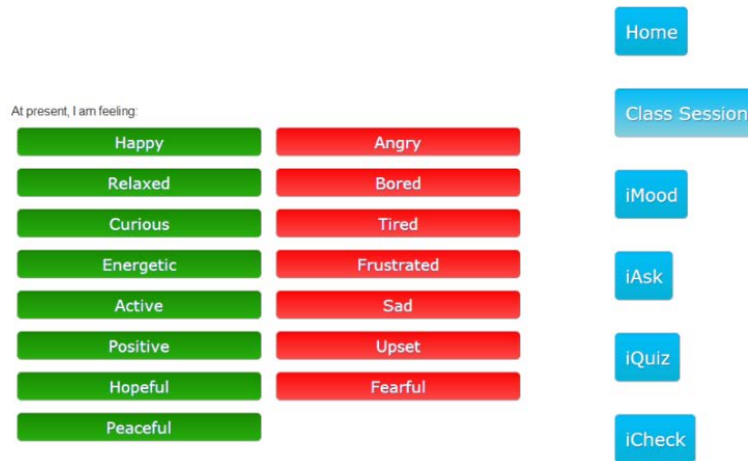 At present, I am feeling:
Happy
Angry
Relaxed
Bored
Curious
Tired
Energetic
Frustrated
Active
Sad
Positive
Upset
Hopeful
Fearful
Peaceful
Home
Class Session
iMood
iAsk
iQuiz
iCheck